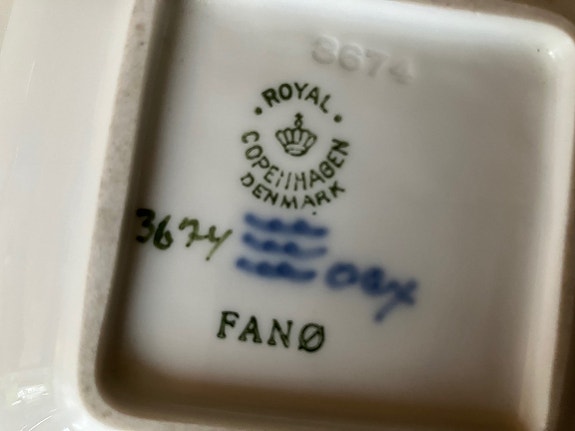 3674
ROYAL
COPENHAGEN
DENMARK
3674
FANØ